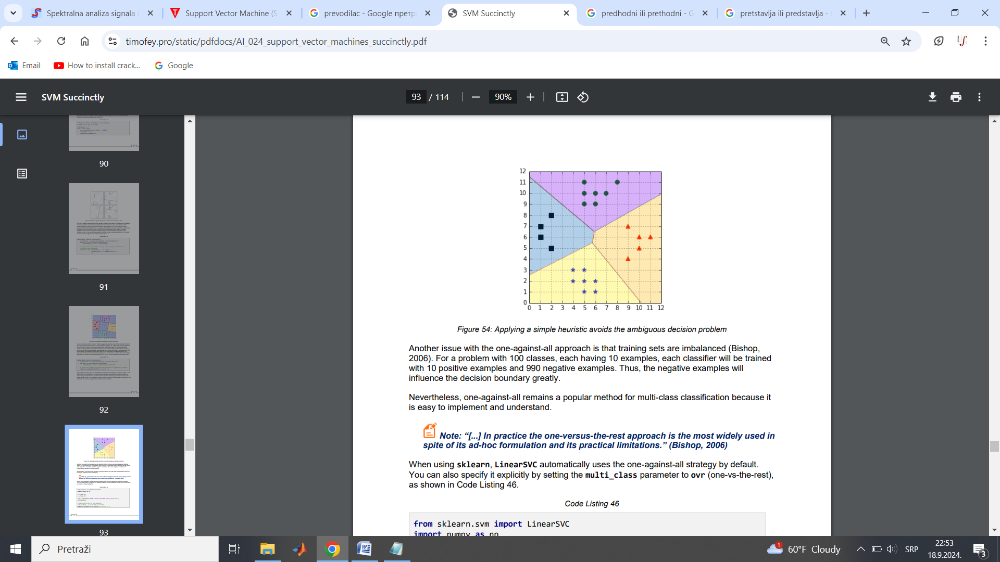 Spektralna analiza signala
Support Vector Machine (S
prevodilac - Google претр
SVM Succinctly
predhodni ili prethodni - G
pretstavlja ili predstavlja -
timofey.pro/static/pdfdocs/AI_024_support_vector_machines_succinctly.pdf
Email
How to install crack...
Google
SVM Succinctly
93 / 114
90%
90
91
92
93
12
11
10
9
8
7
6
5
4
3
2
1
0
0 1 2 3 4 5 6 7 8 9 10 11 12
Figure 54: Applying a simple heuristic avoids the ambiguous decision problem
Another issue with the one-against-all approach is that training sets are imbalanced (Bishop,
2006). For a problem with 100 classes, each having 10 examples, each classifier will be trained
with 10 positive examples and 990 negative examples. Thus, the negative examples will
influence the decision boundary greatly.
Nevertheless, one-against-all remains a popular method for multi-class classification because it
is easy to implement and understand.
Note: “[...] In practice the one-versus-the-rest approach is the most widely used in
spite of its ad-hoc formulation and its practical limitations.” (Bishop, 2006)
When using sklearn, LinearSVC automatically uses the one-against-all strategy by default.
You can also specify it explicitly by setting the multi_class parameter to ovr (one-vs-the-rest),
as shown in Code Listing 46.
Code Listing 46
from sklearn.svm import LinearSVC
import numpy as np
Pretraži
1
60°F Cloudy
SRP
22:53
18.9.2024.
3